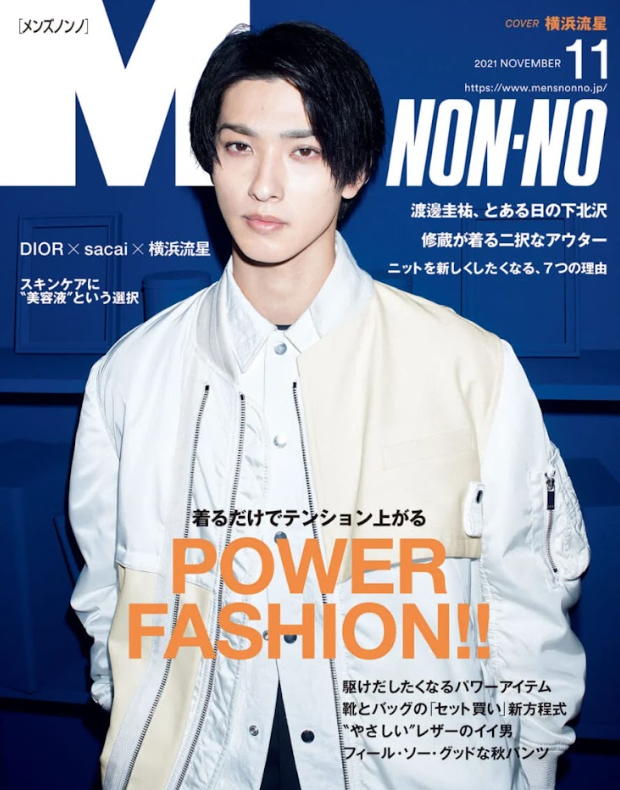 [メンズノンノ]
COVER 横浜流星
2021 NOVEMBER 11
https://www.mensnonno.jp/
M
NON-NO
渡邊圭祐、とある日の下北沢
修蔵が着る二択なアウター
ニットを新しくしたくなる、7つの理由
DIOR×sacai×横浜流星
スキンケアに
“美容液”という選択
着るだけでテンション上がる
POWER
FASHION!!
駆けだしたくなるパワーアイテム
靴とバッグの「セット買い」新方程式
“やさしい”レザーのイイ男
フィール・ソー・グッドな秋パンツ